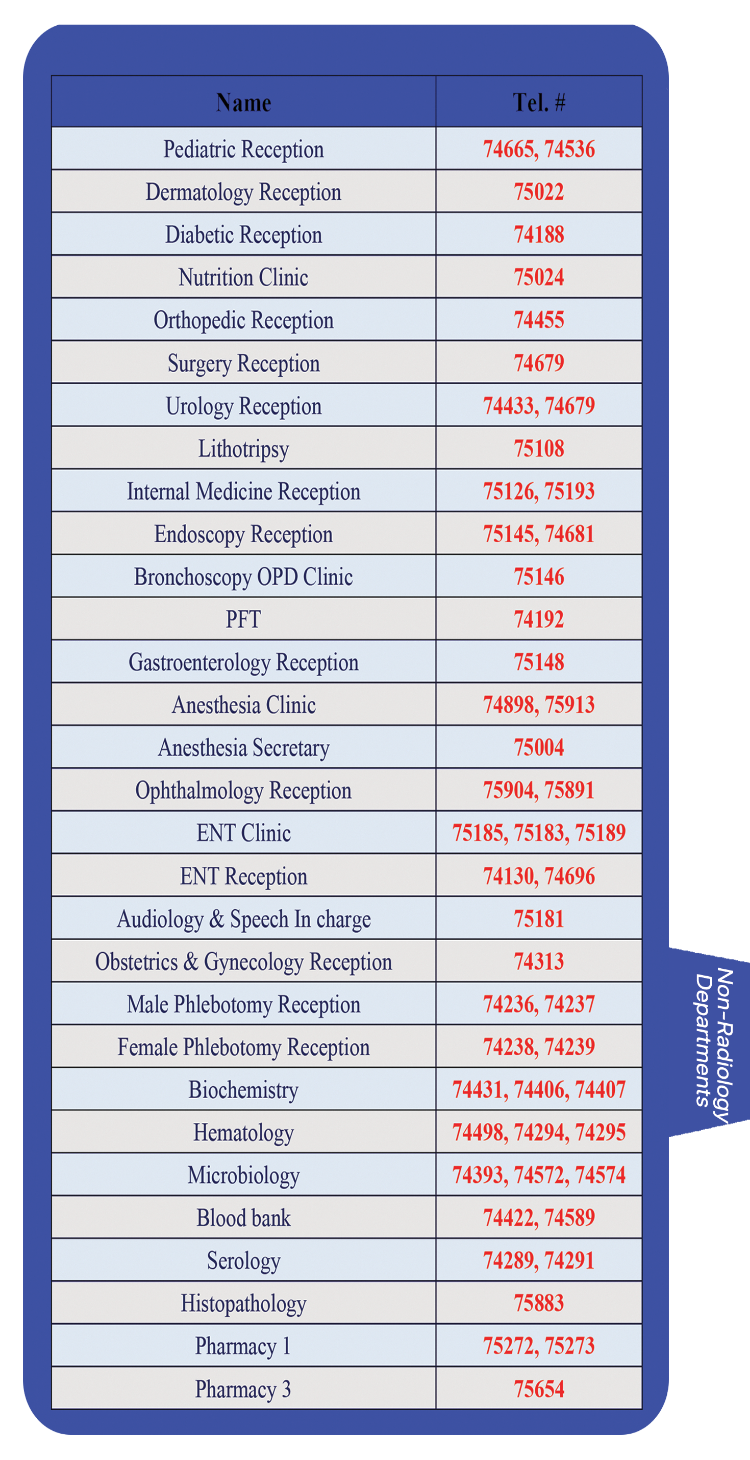 Name Tel. #
Pediatric Reception 74665, 74536
Dermatology Reception 75022
Diabetic Reception 74188
Nutrition Clinic 75024
Orthopedic Reception 74455
Surgery Reception 74679
Urology Reception 74433, 74679
Lithotripsy 75108
Internal Medicine Reception 75126, 75193
Endoscopy Reception 75145, 74681
Bronchoscopy OPD Clinic 75146
PFT 74192
Gastroenterology Reception 75148
Anesthesia Clinic 74898, 75913
Anesthesia Secretary 75004
Ophthalmology Reception 75904, 75891
ENT Clinic 75185, 75183, 75189
ENT Reception 74130, 74696
Audiology & Speech In charge 75181
Obstetrics & Gynecology Reception 74313
Male Phlebotomy Reception 74236, 74237
Female Phlebotomy Reception 74238, 74239
Biochemistry 74431, 74406, 74407
Hematology 74498, 74294, 74295
Microbiology 74393, 74572, 74574
Blood bank 74422, 74589
Serology 74289, 74291
Histopathology 75883
Pharmacy 1 75272, 75273
Pharmacy 3 75654
Non-Radiology
Departments